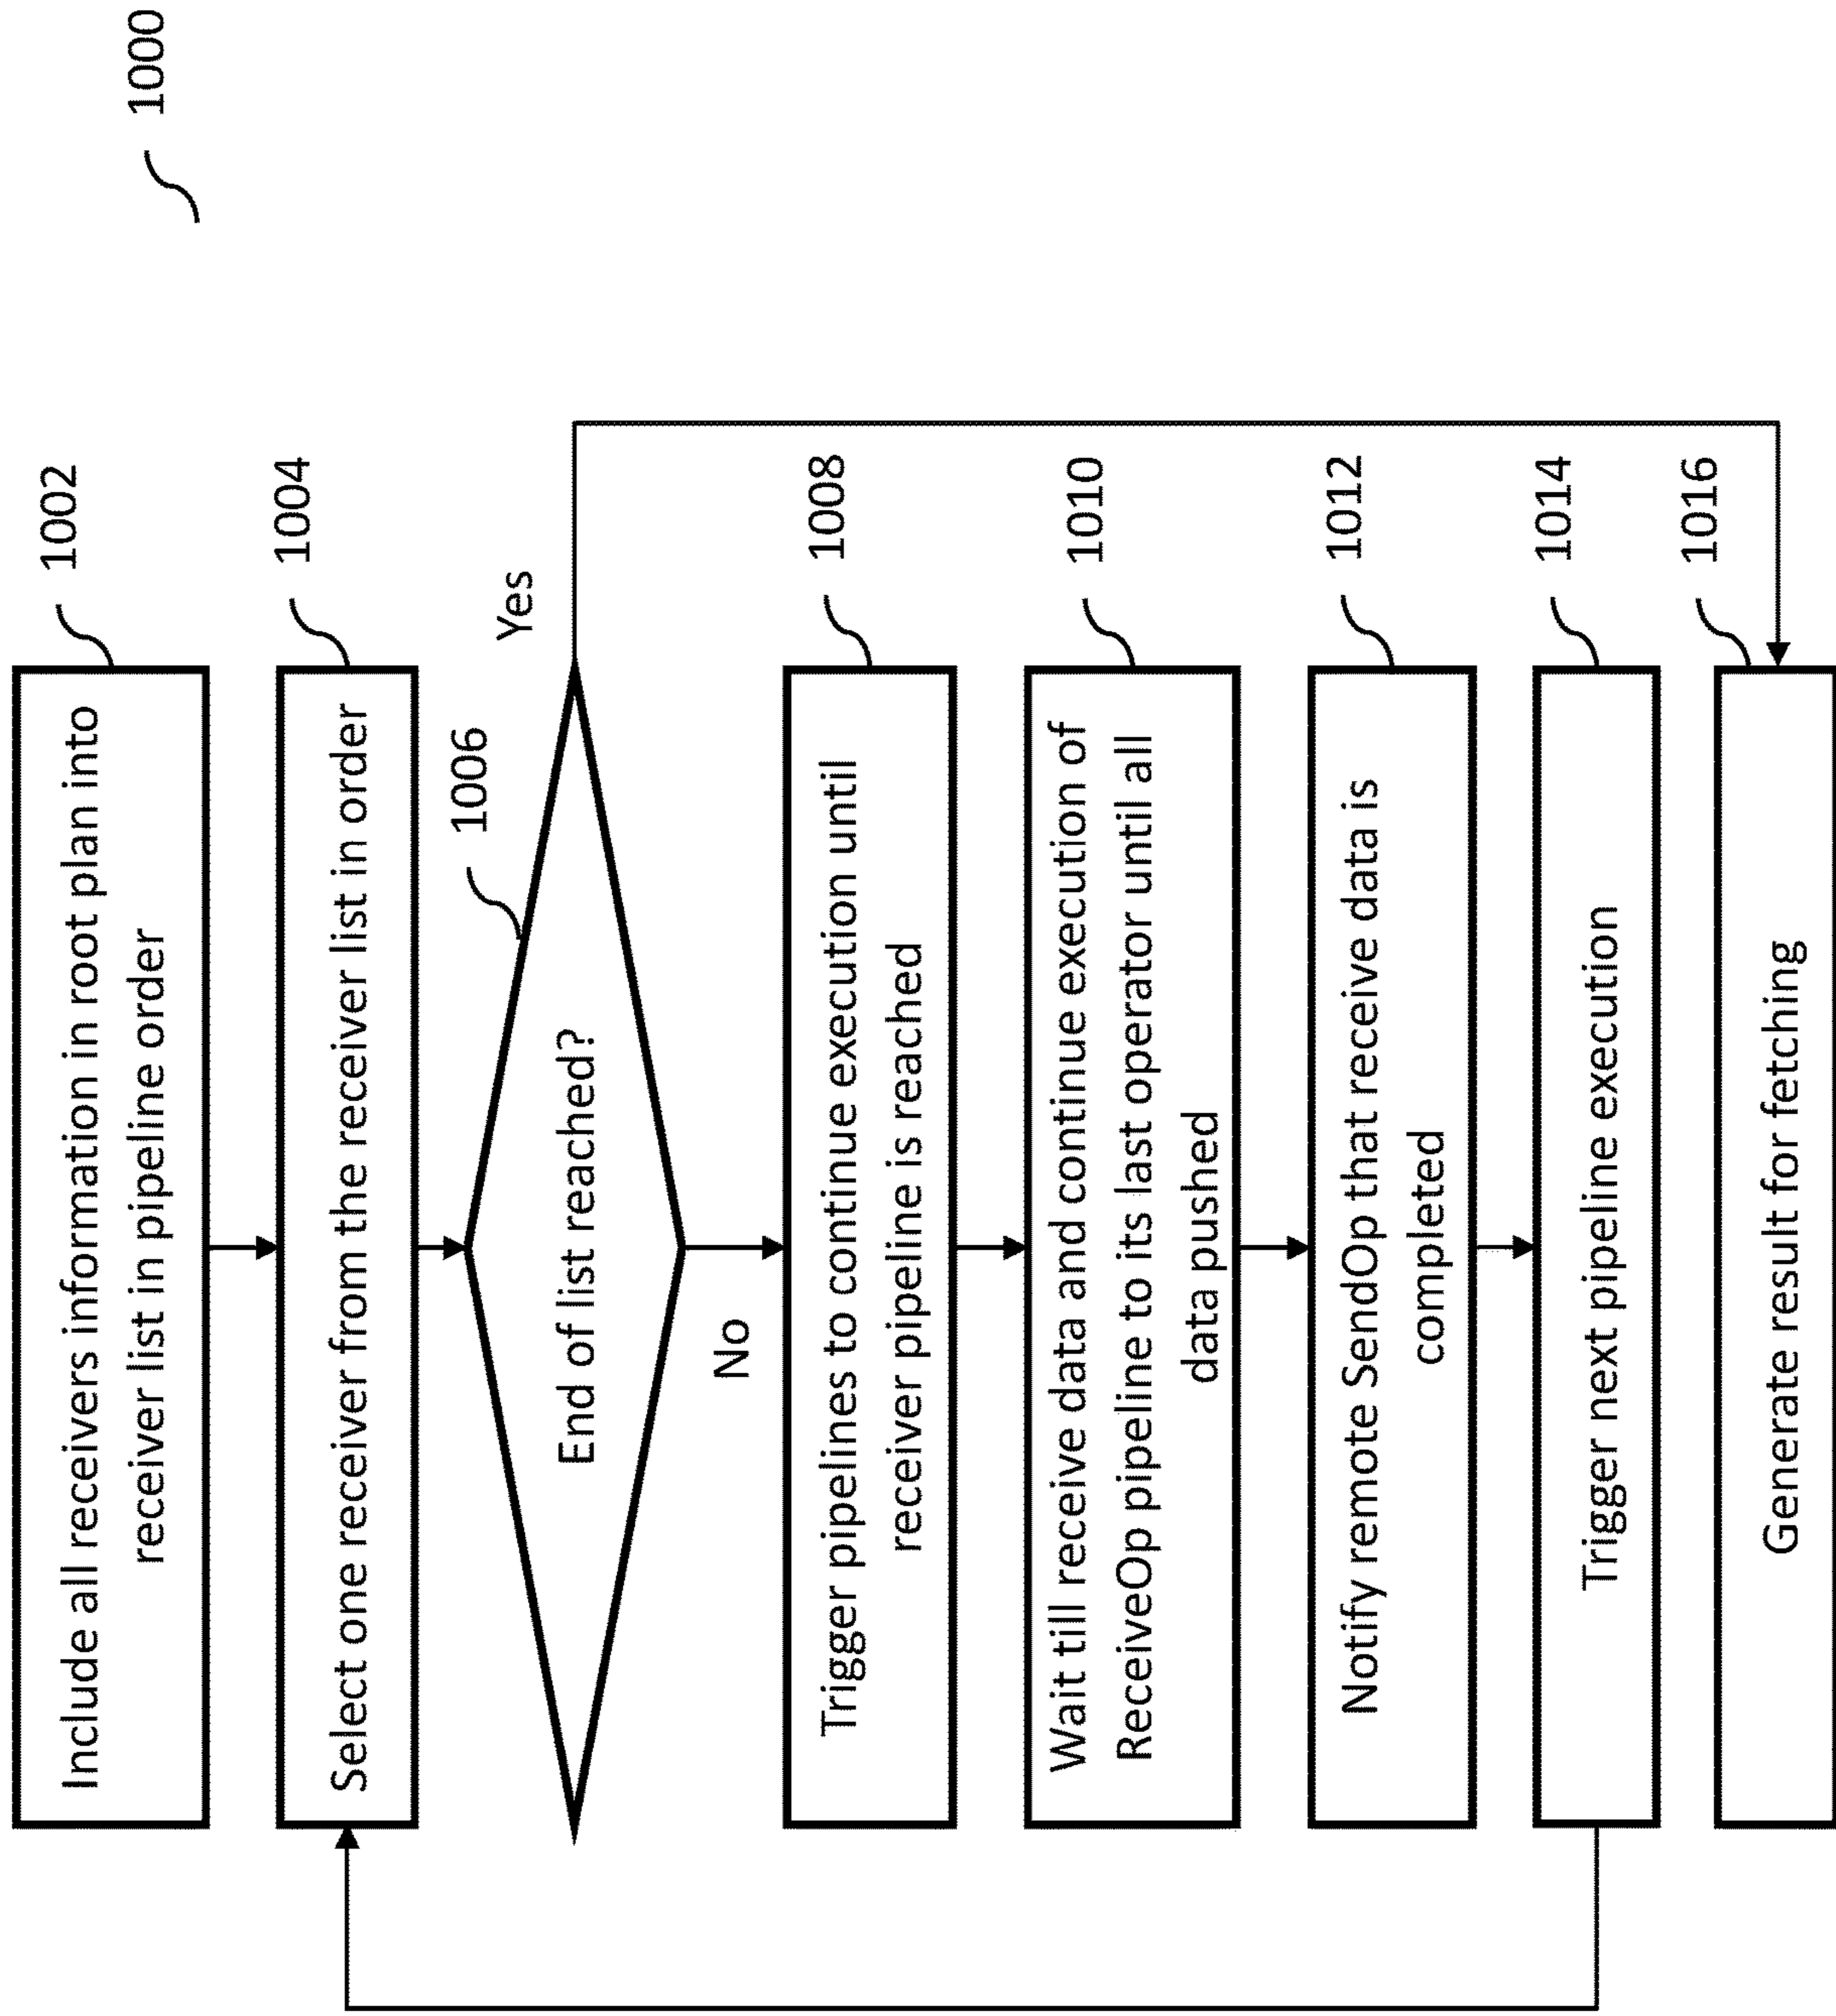 1000
Include all receivers information in root plan into
receiver list in pipeline order
1002
Select one receiver from the receiver list in order
1004
End of list reached?
1006
Yes
No
Trigger pipelines to continue execution until
receiver pipeline is reached
1008
Wait till receive data and continue execution of
ReceiveOp pipeline to its last operator until all
data pushed
1010
Notify remote SendOp that receive data is
completed
1012
Trigger next pipeline execution
1014
Generate result for fetching
1016